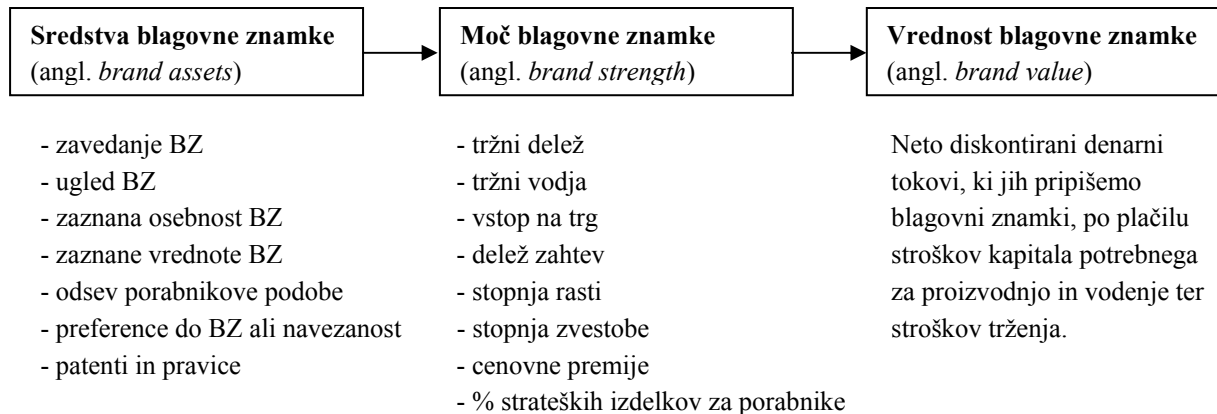 Sredstva blagovne znamke
(angl. brand assets)
- zavedanje BZ
- ugled BZ
- zaznana osebnost BZ
- zaznane vrednote BZ
- odsev porabnikove podobe
- preference do BZ ali navezanost
- patenti in pravice
Moč blagovne znamke
(angl. brand strength)
- tržni delež
- tržni vodja
- vstop na trg
- delež zahtev
- stopnja rasti
- stopnja zvestobe
- cenovne premije
- % strateških izdelkov za porabnike
Vrednost blagovne znamke
(angl. brand value)
Neto diskontirani denarni
tokovi, ki jih pripišemo
blagovni znamki, po plačilu
stroškov kapitala potrebnega
za proizvodnjo in vodenje ter
stroškov trženja.